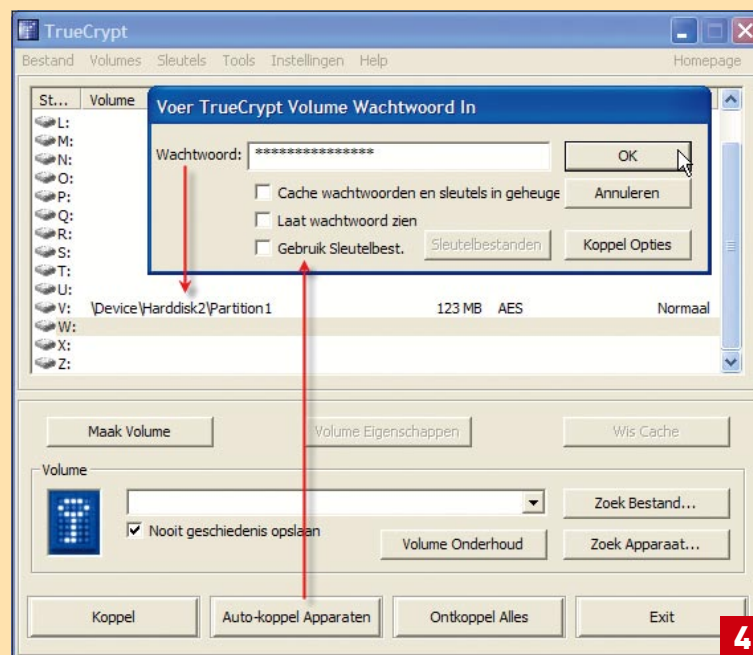 TrueCrypt
Bestand Volumes Sleutels Tools Instellingen Help Homepage
St... Volume
L:
M:
N:
O:
P:
Q:
R:
S:
T:
U:
V: \Device\Harddisk2\Partition1 123 MB AES Normaal
W:
X:
Z:
Voer TrueCrypt Volume Wachtwoord In
Wachtwoord: *************** OK
Cache wachtwoorden en sleutels in geheuge Annuleren
Laat wachtwoord zien
Gebruik Sleutelbest. Sleutelbestanden Koppel Opties
Maak Volume Volume Eigenschappen Wis Cache
Volume
Zoek Bestand...
Nooit geschiedenis opslaan
Volume Onderhoud Zoek Apparaat...
Koppel Auto-koppel Apparaten Ontkoppel Alles Exit
4